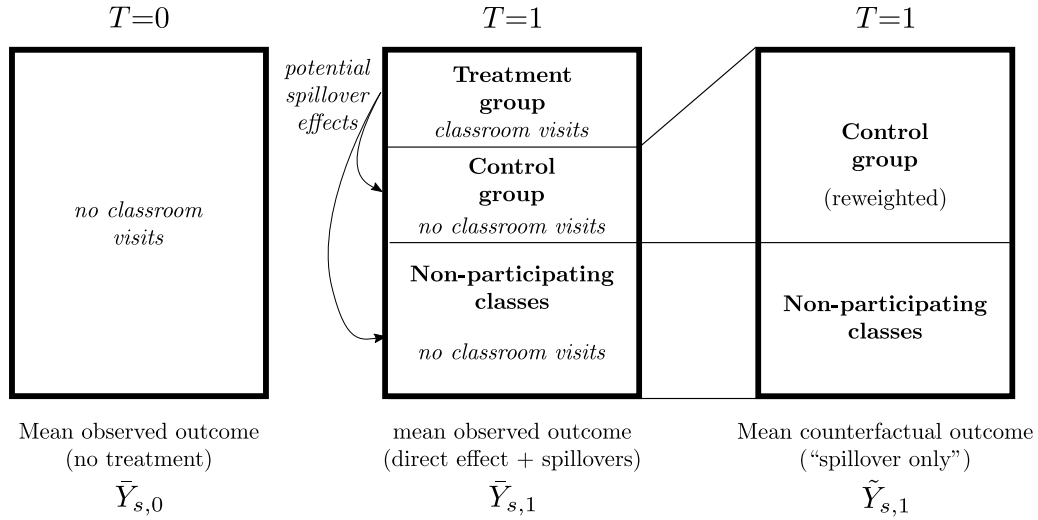 T=0
no classroom
visits
Mean observed outcome
(no treatment)
Ȳs,0
T=1
potential
spillover
effects
Treatment
group
classroom visits
Control
group
no classroom visits
Non-participating
classes
no classroom visits
mean observed outcome
(direct effect + spillovers)
Ȳs,1
T=1
Control
group
(reweighted)
Non-participating
classes
Mean counterfactual outcome
(“spillover only”)
Ỹs,1